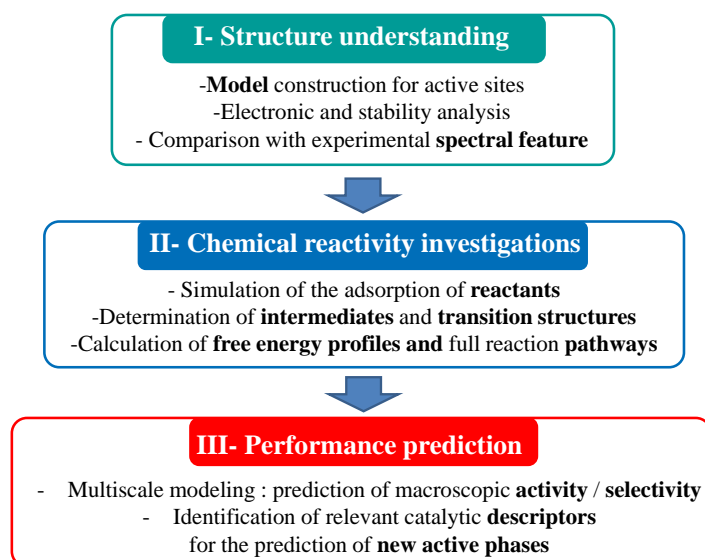 I- Structure understanding
-Model construction for active sites
-Electronic and stability analysis
- Comparison with experimental spectral feature
II- Chemical reactivity investigations
- Simulation of the adsorption of reactants
-Determination of intermediates and transition structures
-Calculation of free energy profiles and full reaction pathways
III- Performance prediction
- Multiscale modeling : prediction of macroscopic activity / selectivity
- Identification of relevant catalytic descriptors
for the prediction of new active phases